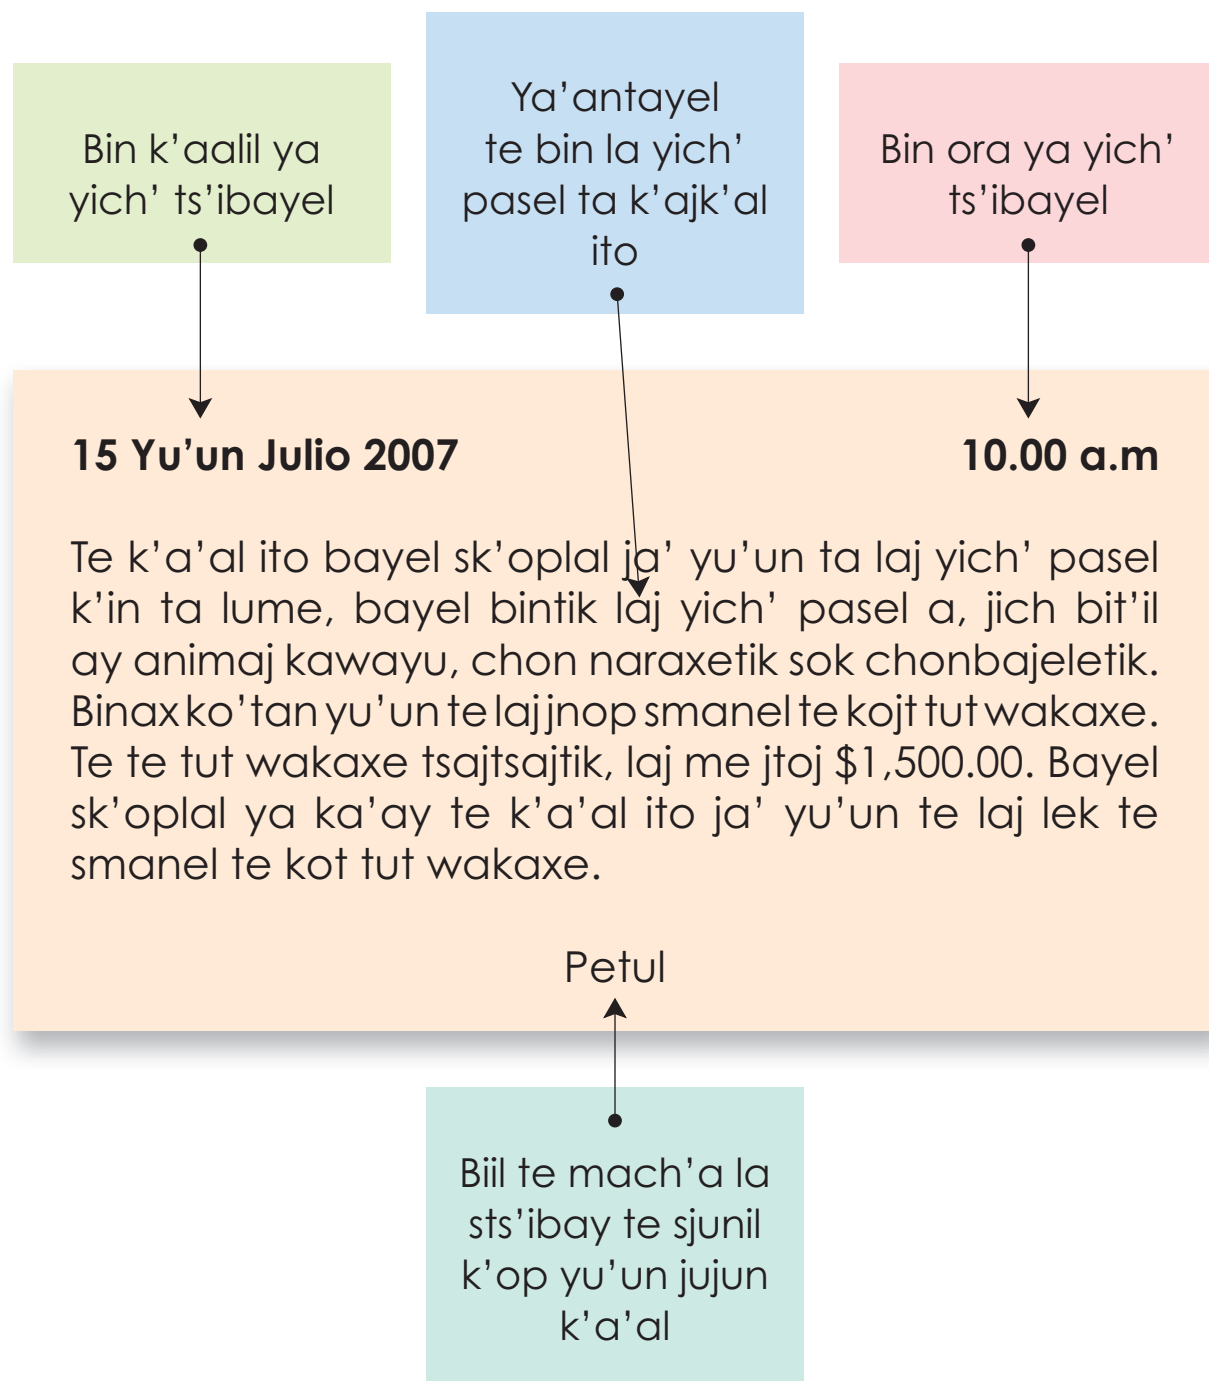 Bin k’aalil ya
yich’ ts’ibayel
Ya’antayel
te bin la yich’
pasel ta k’ajk’al
ito
Bin ora ya yich’
ts’ibayel
15 Yu’un Julio 2007
10.00 a.m
Te k’a’al ito bayel sk’oplal ja’ yu’un ta laj yich’ pasel
k’in ta lume, bayel bintik laj yich’ pasel a, jich bit’il
ay animaj kawayu, chon naraxetik sok chonbajeletik.
Binax ko’tan yu’un te laj jnop smanel te kojt tut wakaxe.
Te te tut wakaxe tsajtsajtik, laj me jtoj $1,500.00. Bayel
sk’oplal ya ka’ay te k’a’al ito ja’ yu’un te laj lek te
smanel te kot tut wakaxe.
Petul
Biil te mach’a la
sts’ibay te sjunil
k’op yu’un jujun
k’a’al